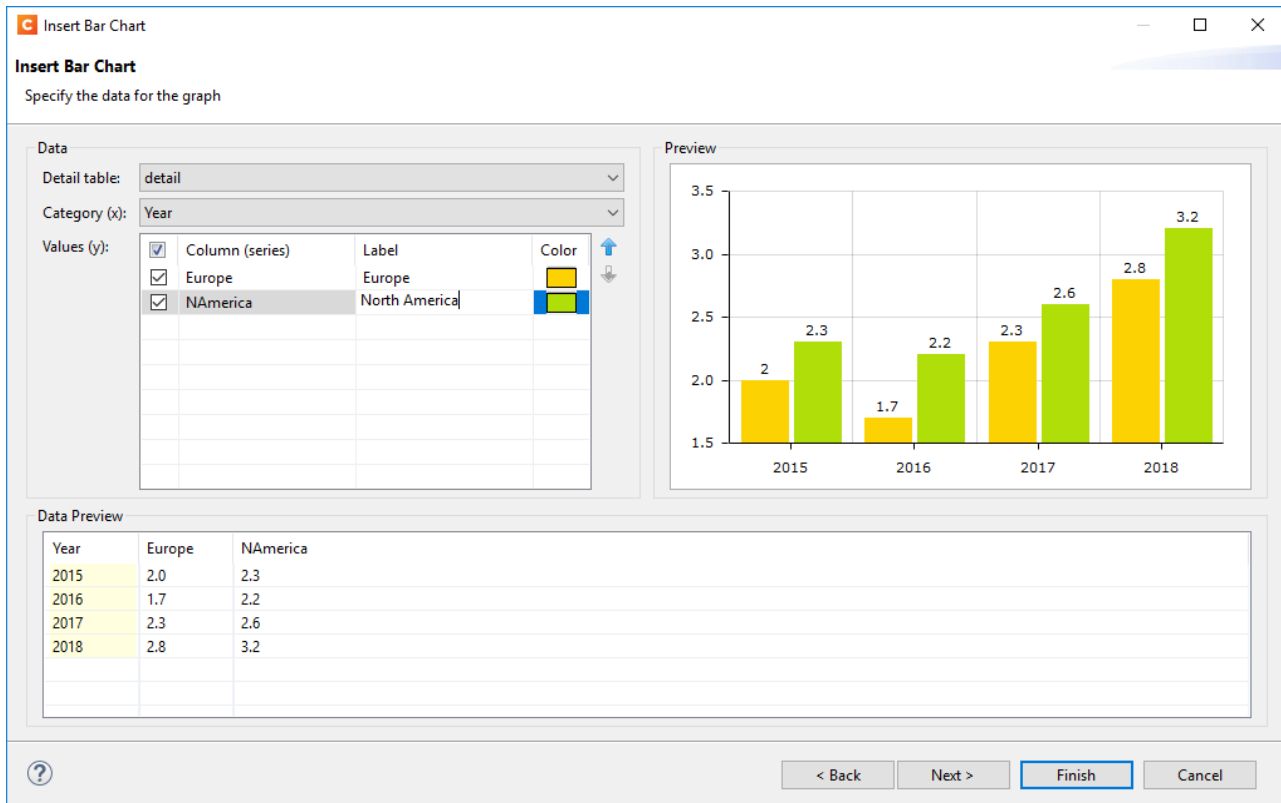 C Insert Bar Chart
Insert Bar Chart
Specify the data for the graph
Data
Detail table: detail
Category (x): Year
Values (y):
Column (series) Label Color
Europe Europe
NAmerica North America
Preview
3.5
3.0
2.5
2.0
1.5
2 2.3 1.7 2.2 2.3 2.6 2.8 3.2
2015 2016 2017 2018
Data Preview
Year Europe NAmerica
2015 2.0 2.3
2016 1.7 2.2
2017 2.3 2.6
2018 2.8 3.2
? < Back Next > Finish Cancel